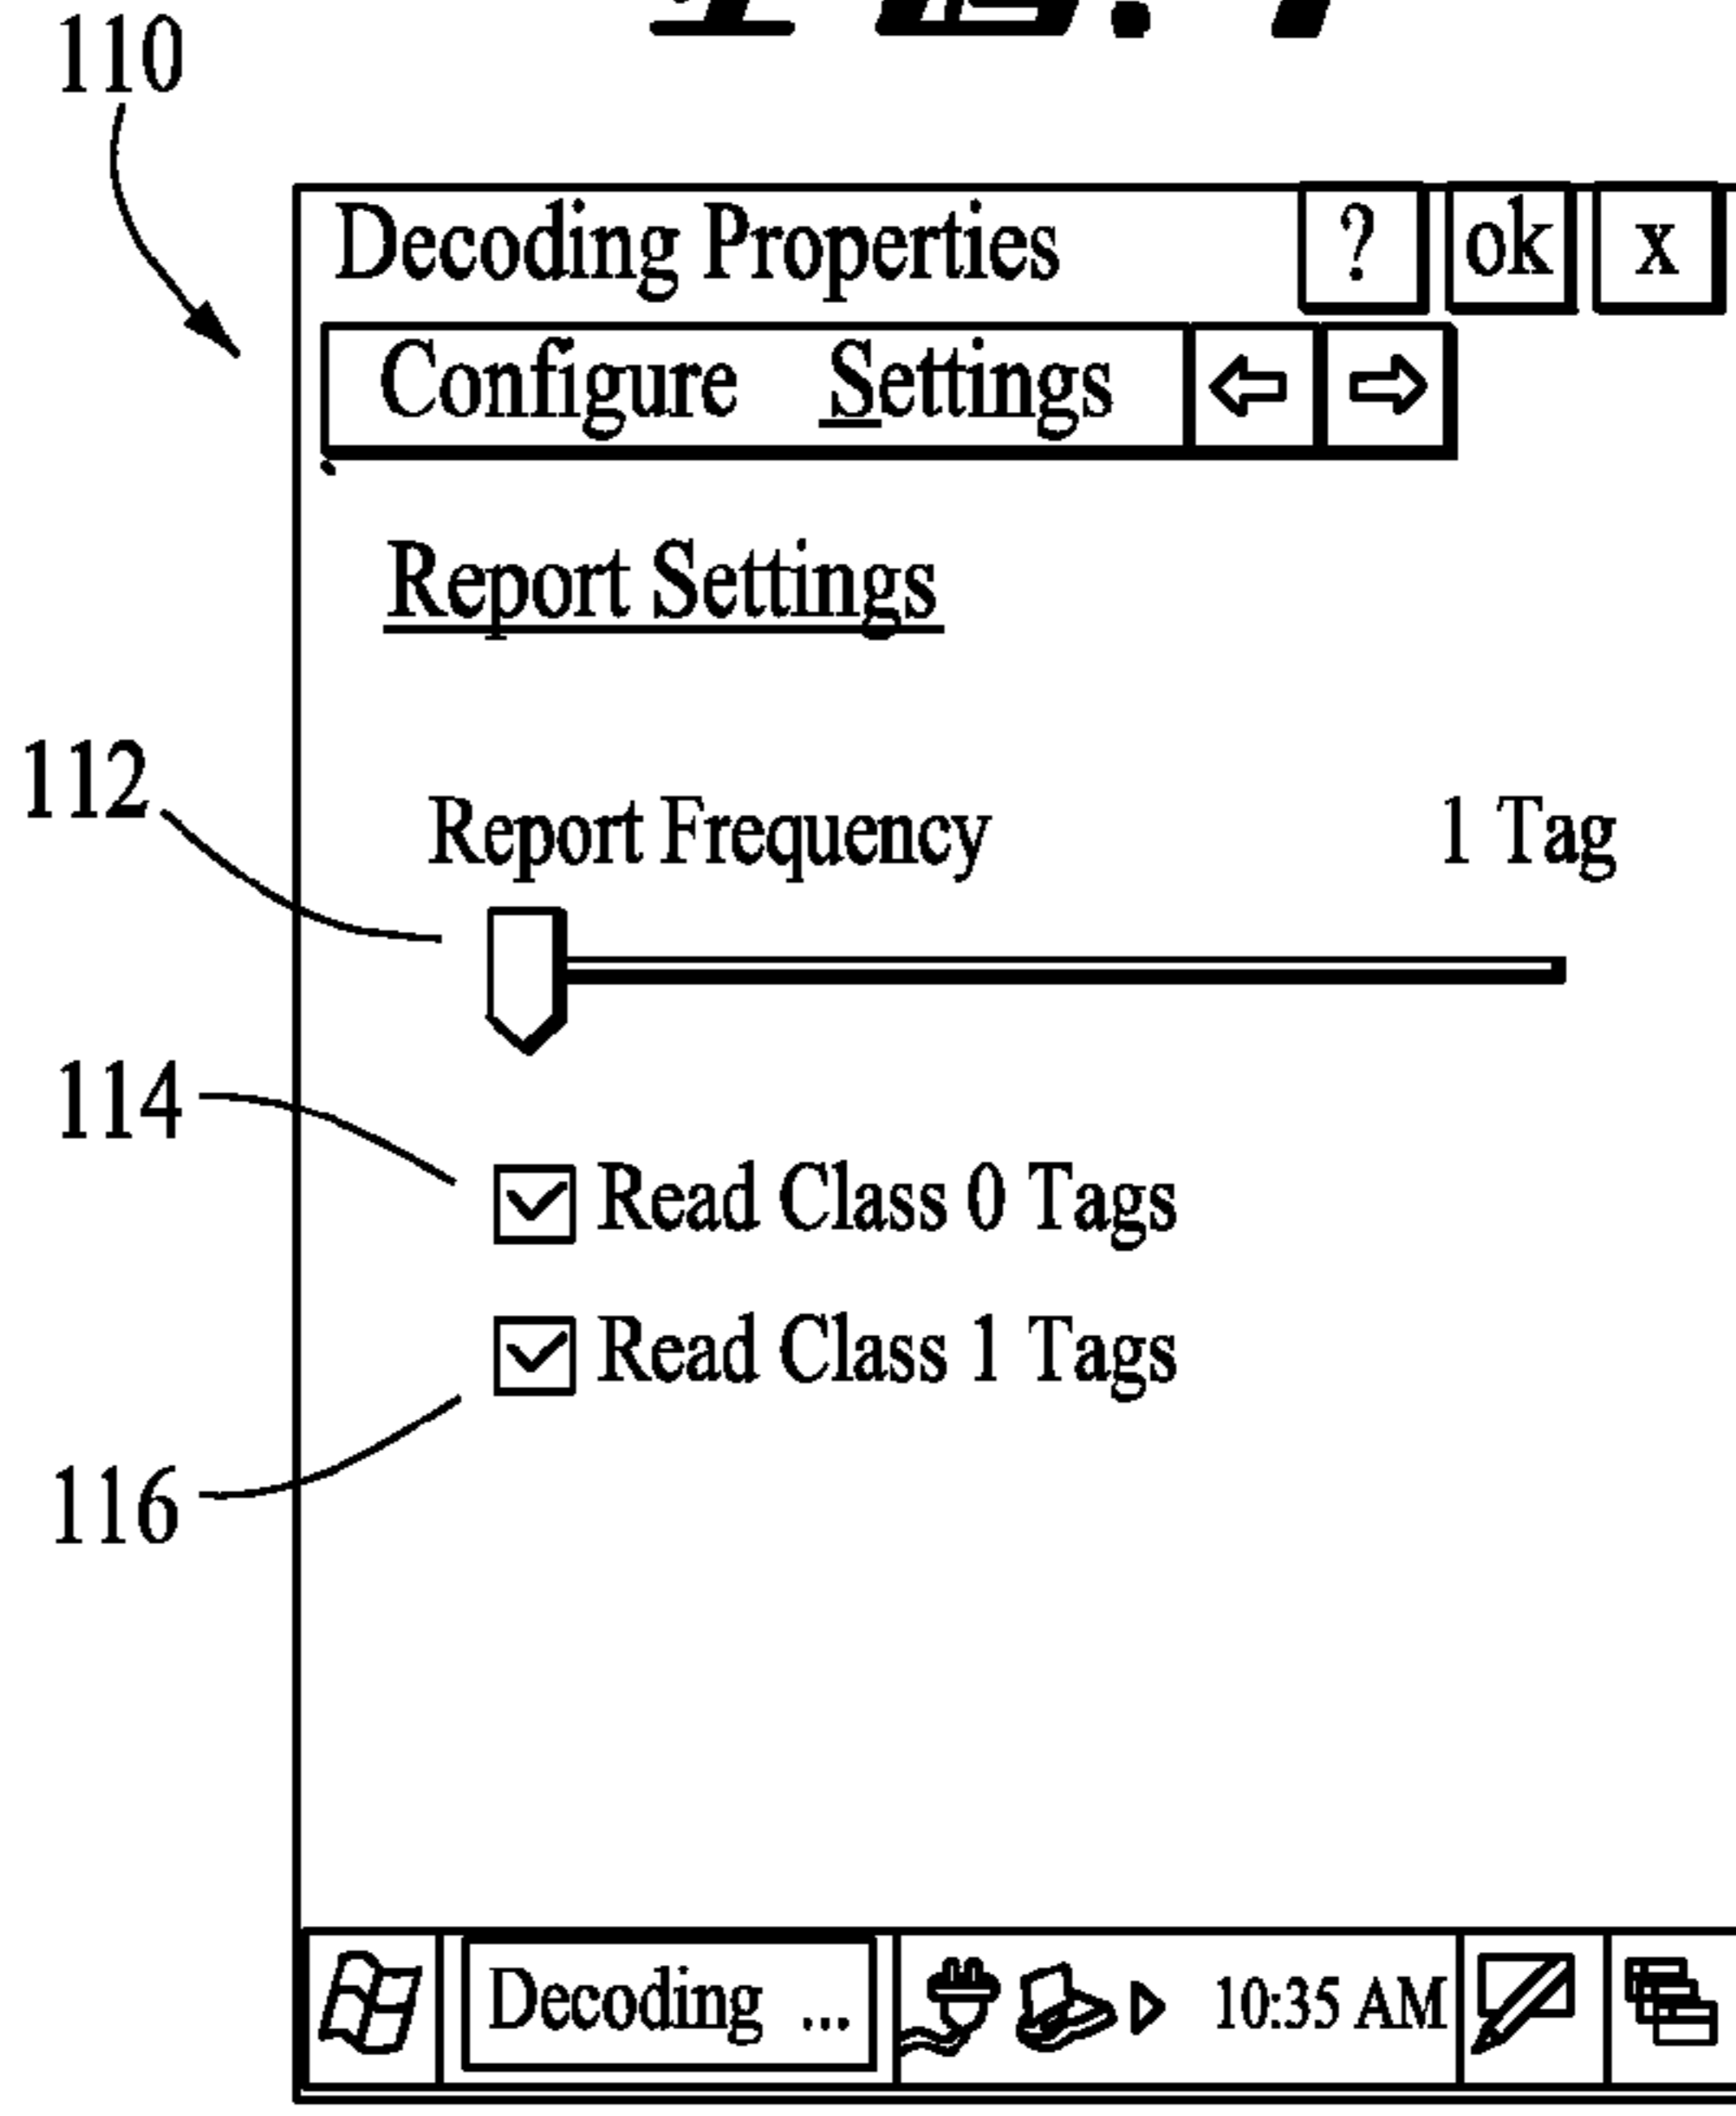 110
Decoding Properties ? ok x
Configure Settings
Report Settings
112
Report Frequency 1 Tag
114
Read Class 0 Tags
Read Class 1 Tags
116
Decoding ... 10:35 AM